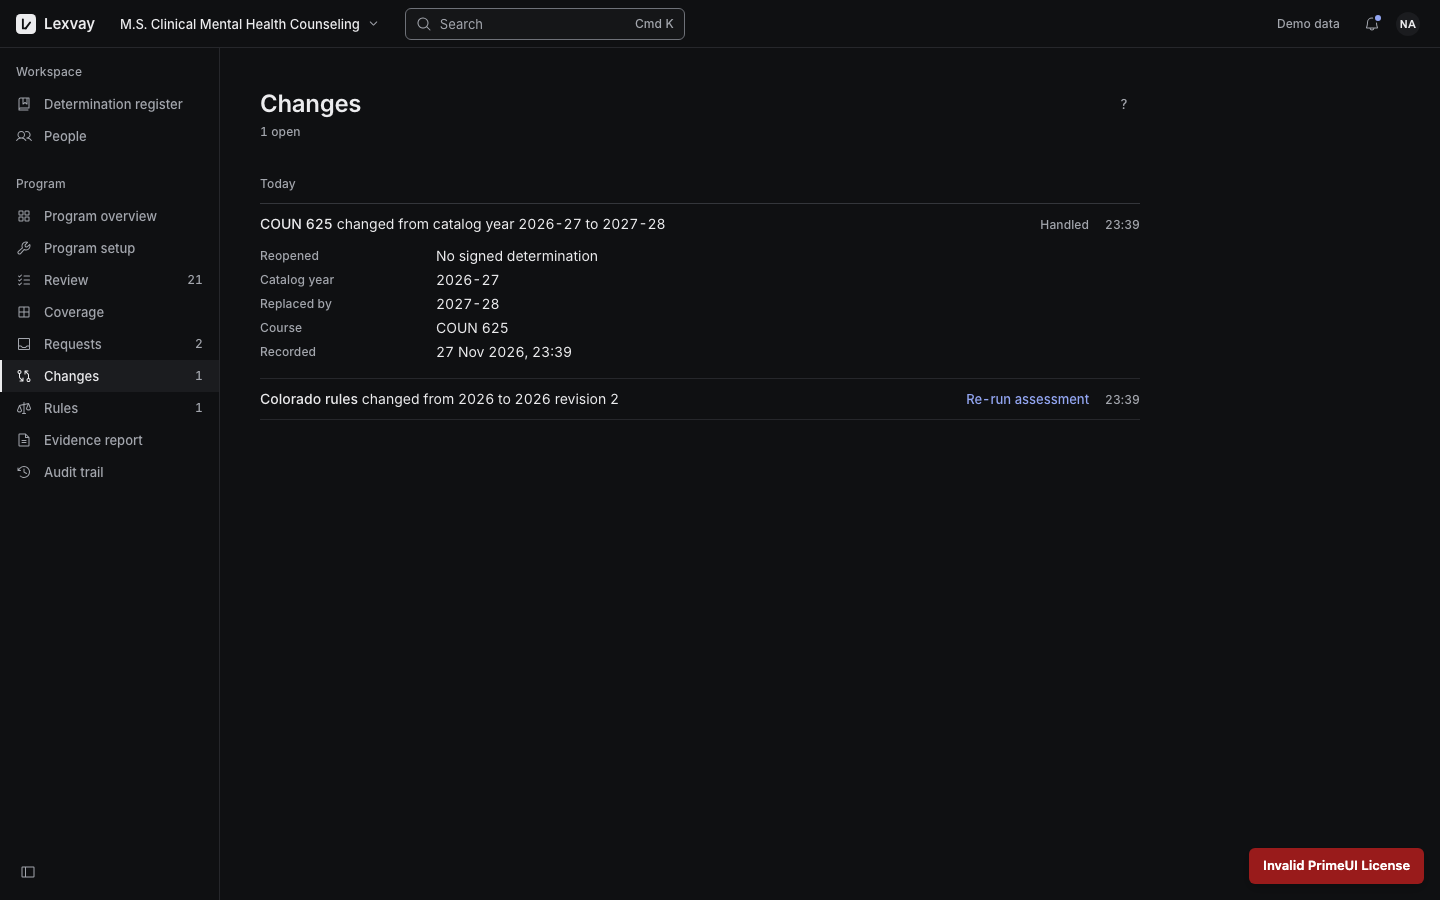 Lexvay
M.S. Clinical Mental Health Counseling
Search
Cmd K
Demo data
NA
Workspace
Determination register
People
Program
Program overview
Program setup
Review 21
Coverage
Requests 2
Changes 1
Rules 1
Evidence report
Audit trail
Changes
?
1 open
Today
COUN 625 changed from catalog year 2026-27 to 2027-28 Handled 23:39
Reopened No signed determination
Catalog year 2026-27
Replaced by 2027-28
Course COUN 625
Recorded 27 Nov 2026, 23:39
Colorado rules changed from 2026 to 2026 revision 2 Re-run assessment 23:39
Invalid PrimeUI License